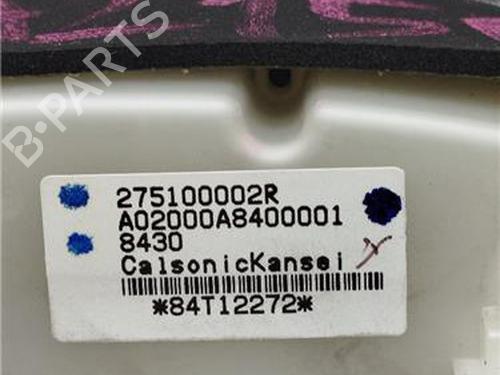 B-PARTS
275100002R
A02000A8400001
8430
CalsonicKansei
*84T12272*